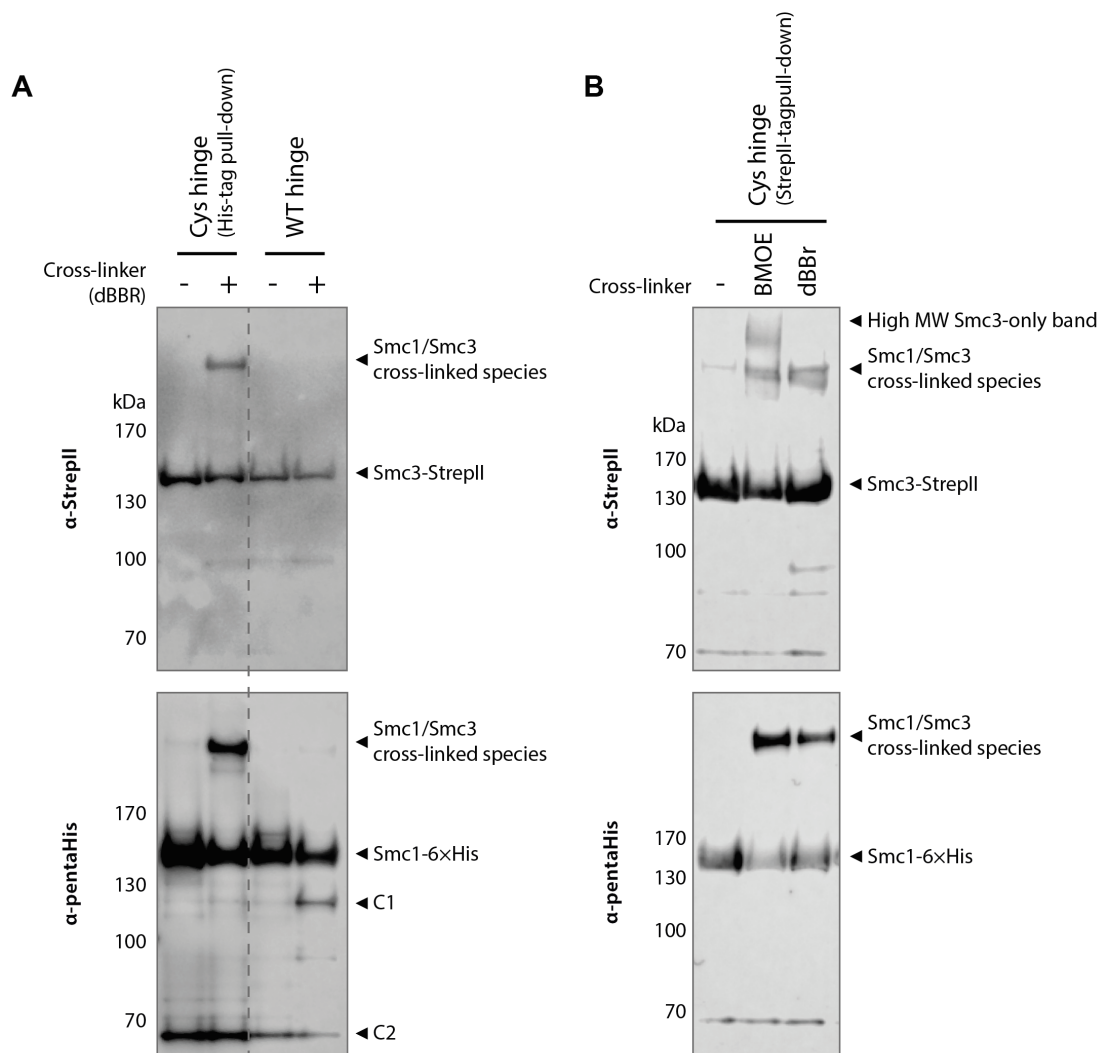 A
Cys hinge
(His-tag pull-down)
WT hinge
Cross-linker
(dBBR)
- + - +
Smc1/Smc3
cross-linked species
kDa
170
Smc3-StrepII
130
100
70
α-StrepII
Smc1/Smc3
cross-linked species
170
Smc1-6×His
130
C1
100
70
C2
α-pentaHis
B
Cys hinge
(StrepII-tagpull-down)
Cross-linker
- BMOE dBBr
High MW Smc3-only band
Smc1/Smc3
cross-linked species
kDa
170
Smc3-StrepII
130
100
70
α-StrepII
Smc1/Smc3
cross-linked species
170
Smc1-6×His
130
100
70
α-pentaHis